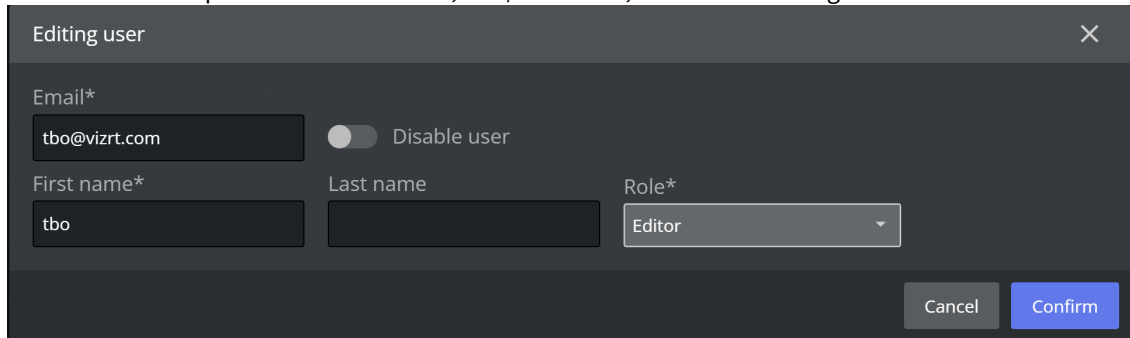 Editing user
Email*
tbo@vizrt.com
Disable user
First name*
Last name
Role*
tbo
Editor
Cancel
Confirm